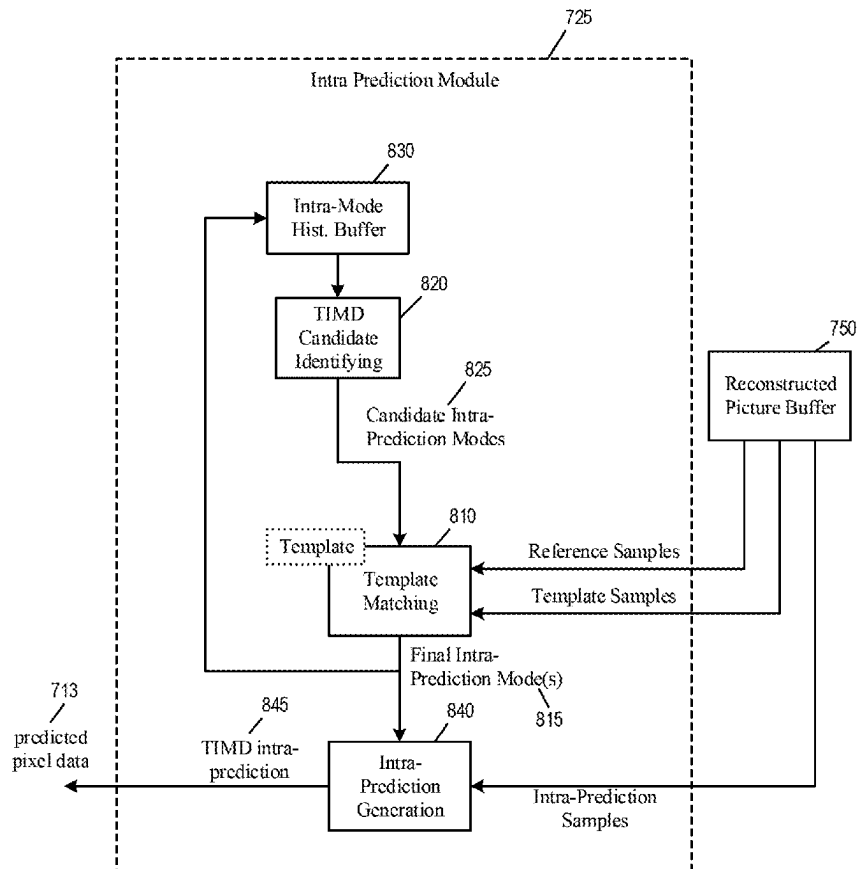 725
Intra Prediction Module
830
Intra-Mode
Hist. Buffer
820
TIMD
Candidate
Identifying
825
Candidate Intra-
Prediction Modes
750
Reconstructed
Picture Buffer
810
Template
Template
Matching
Reference Samples
Template Samples
Final Intra-
Prediction Mode(s)
815
713
predicted
pixel data
845
TIMD intra-
prediction
840
Intra-
Prediction
Generation
Intra-Prediction
Samples